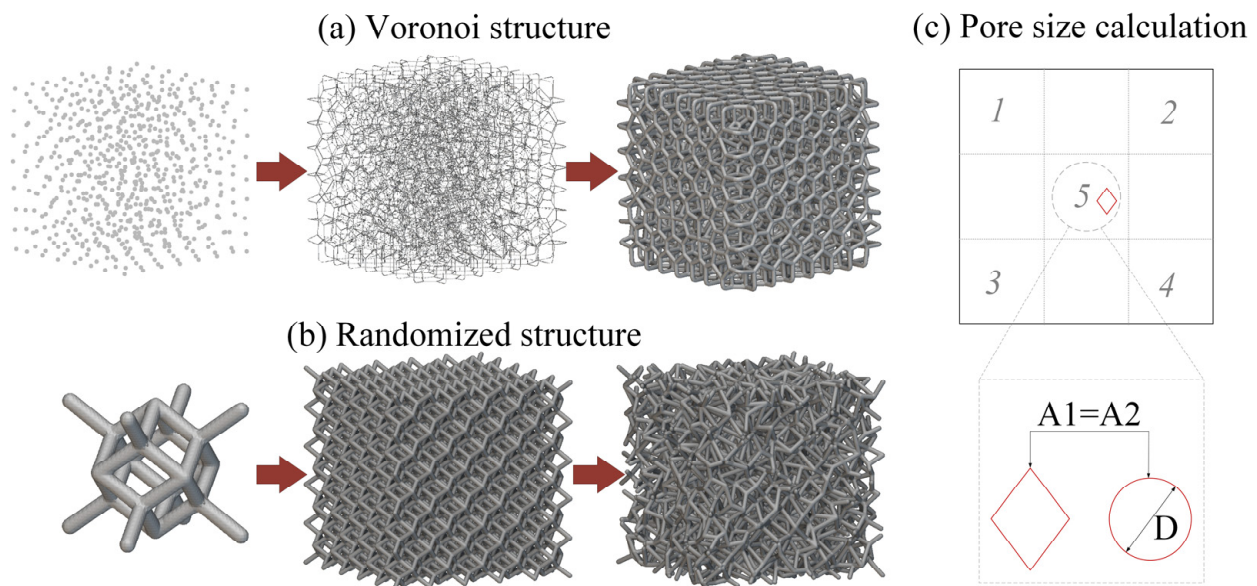 (a) Voronoi structure
(c) Pore size calculation
1
2
5
3
4
(b) Randomized structure
A1=A2
D